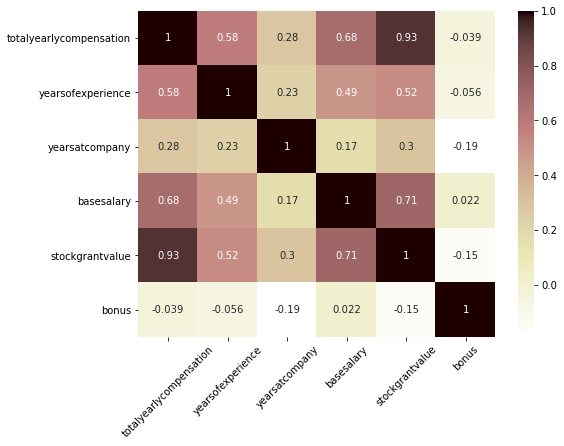 totalyearlycompensation 1 0.58 0.28 0.68 0.93 -0.039
yearsofexperience 0.58 1 0.23 0.49 0.52 -0.056
yearsatcompany 0.28 0.23 1 0.17 0.3 -0.19
basesalary 0.68 0.49 0.17 1 0.71 0.022
stockgrantvalue 0.93 0.52 0.3 0.71 1 -0.15
bonus -0.039 -0.056 -0.19 0.022 -0.15 1
totalyearlycompensation
yearsofexperience
yearsatcompany
basesalary
stockgrantvalue
bonus
1.0
0.8
0.6
0.4
0.2
0.0